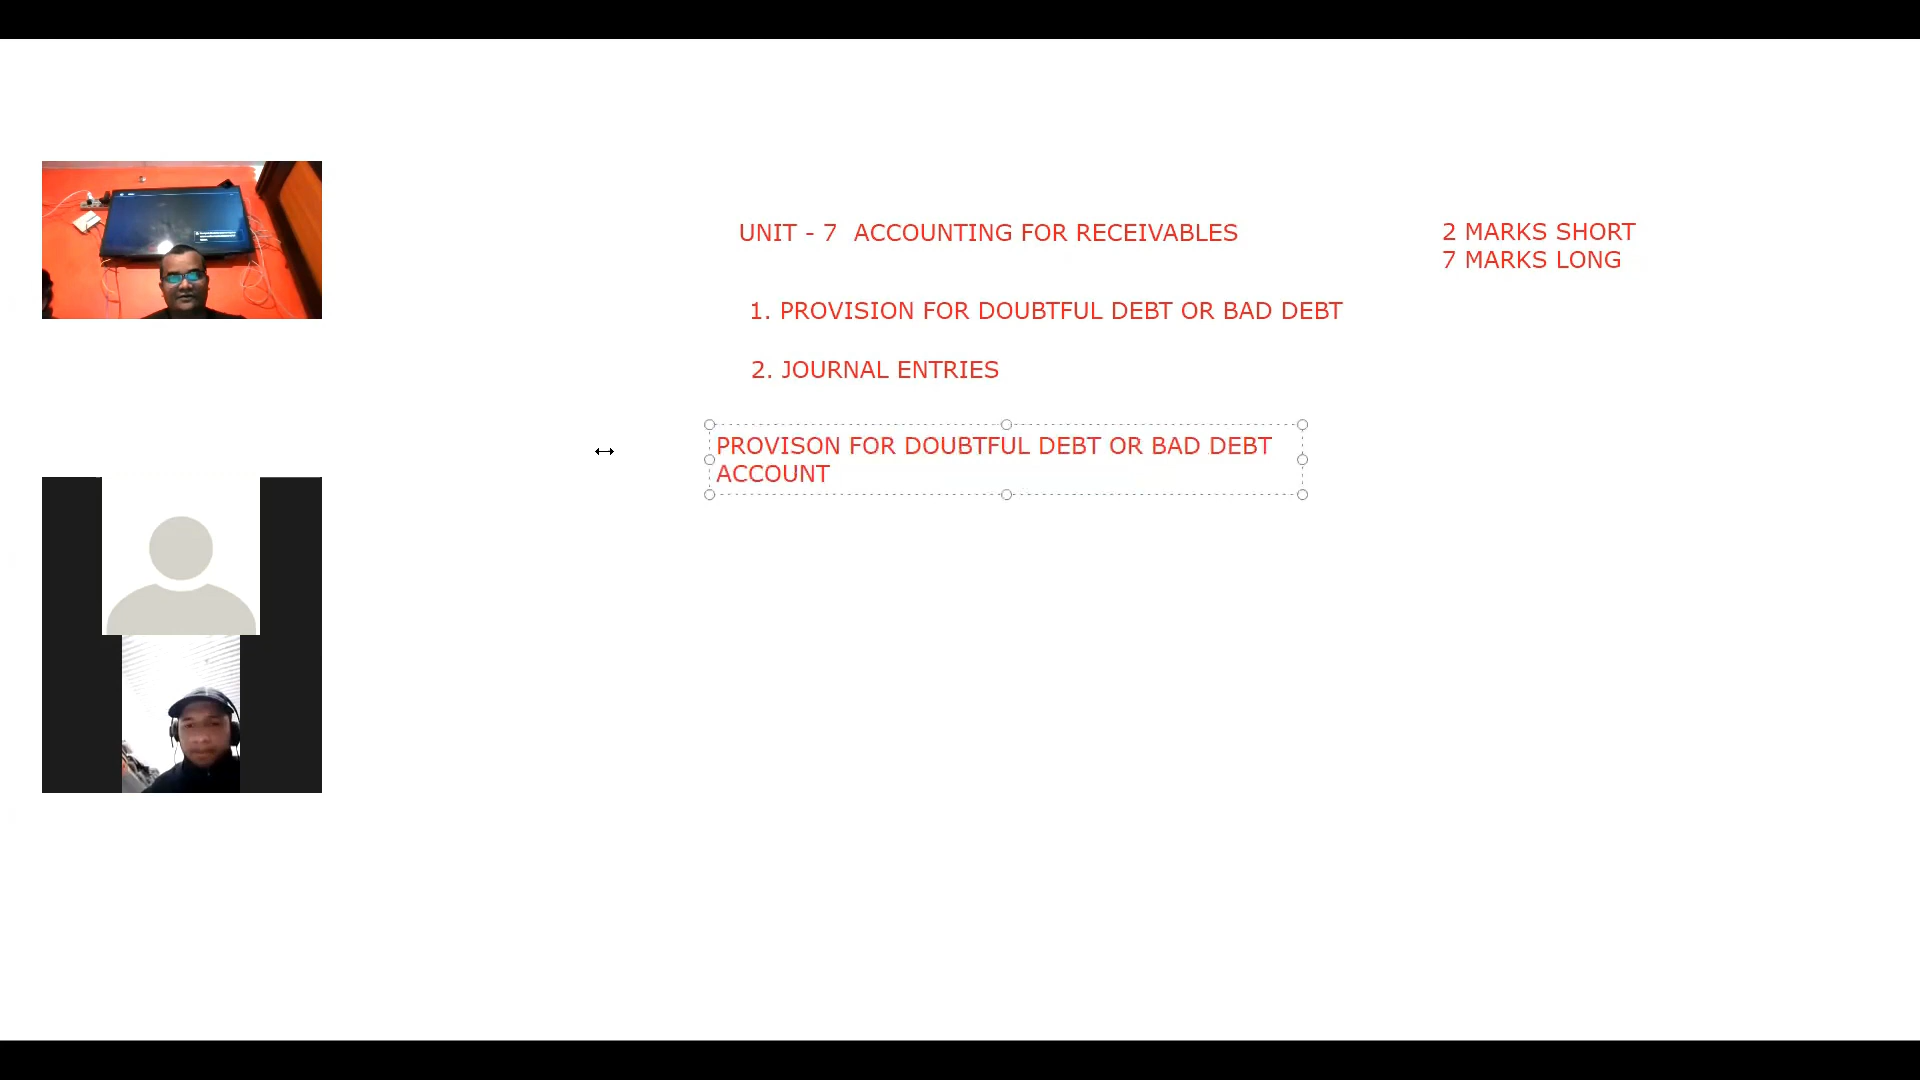 UNIT - 7 ACCOUNTING FOR RECEIVABLES
2 MARKS SHORT
7 MARKS LONG
1. PROVISION FOR DOUBTFUL DEBT OR BAD DEBT
2. JOURNAL ENTRIES
PROVISON FOR DOUBTFUL DEBT OR BAD DEBT
ACCOUNT